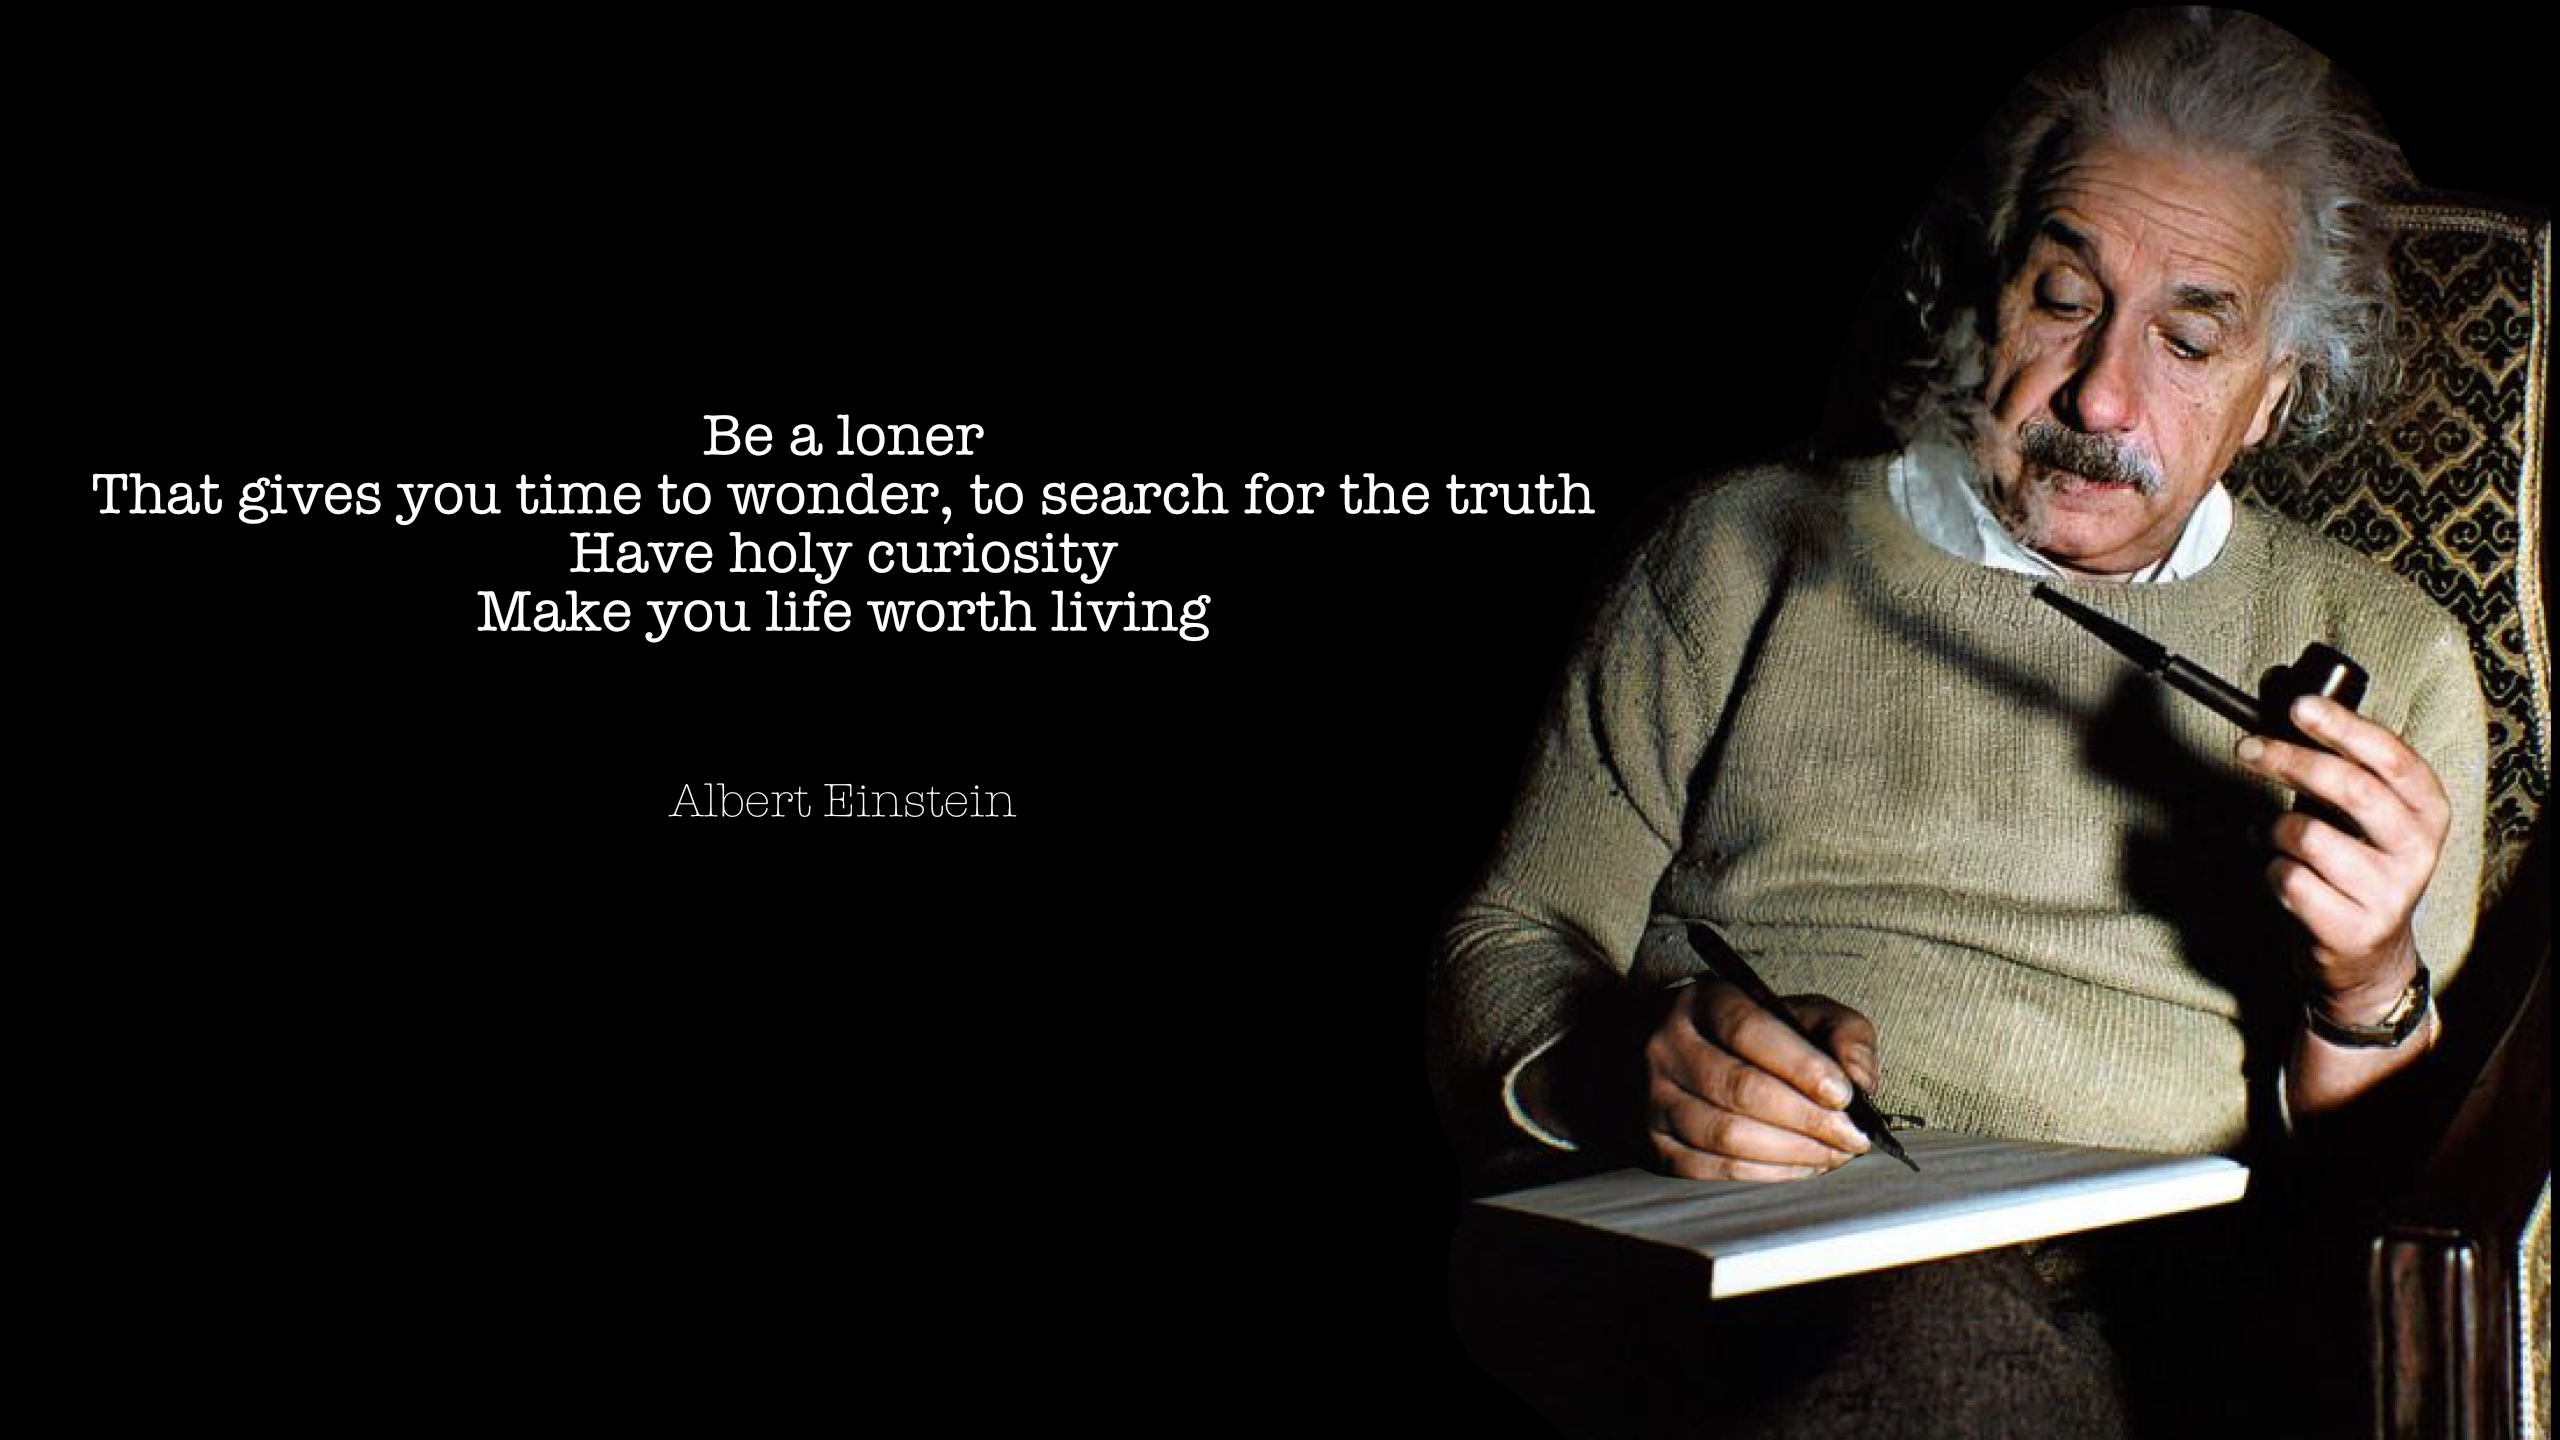 Be a loner
That gives you time to wonder, to search for the truth
Have holy curiosity
Make you life worth living
Albert Einstein